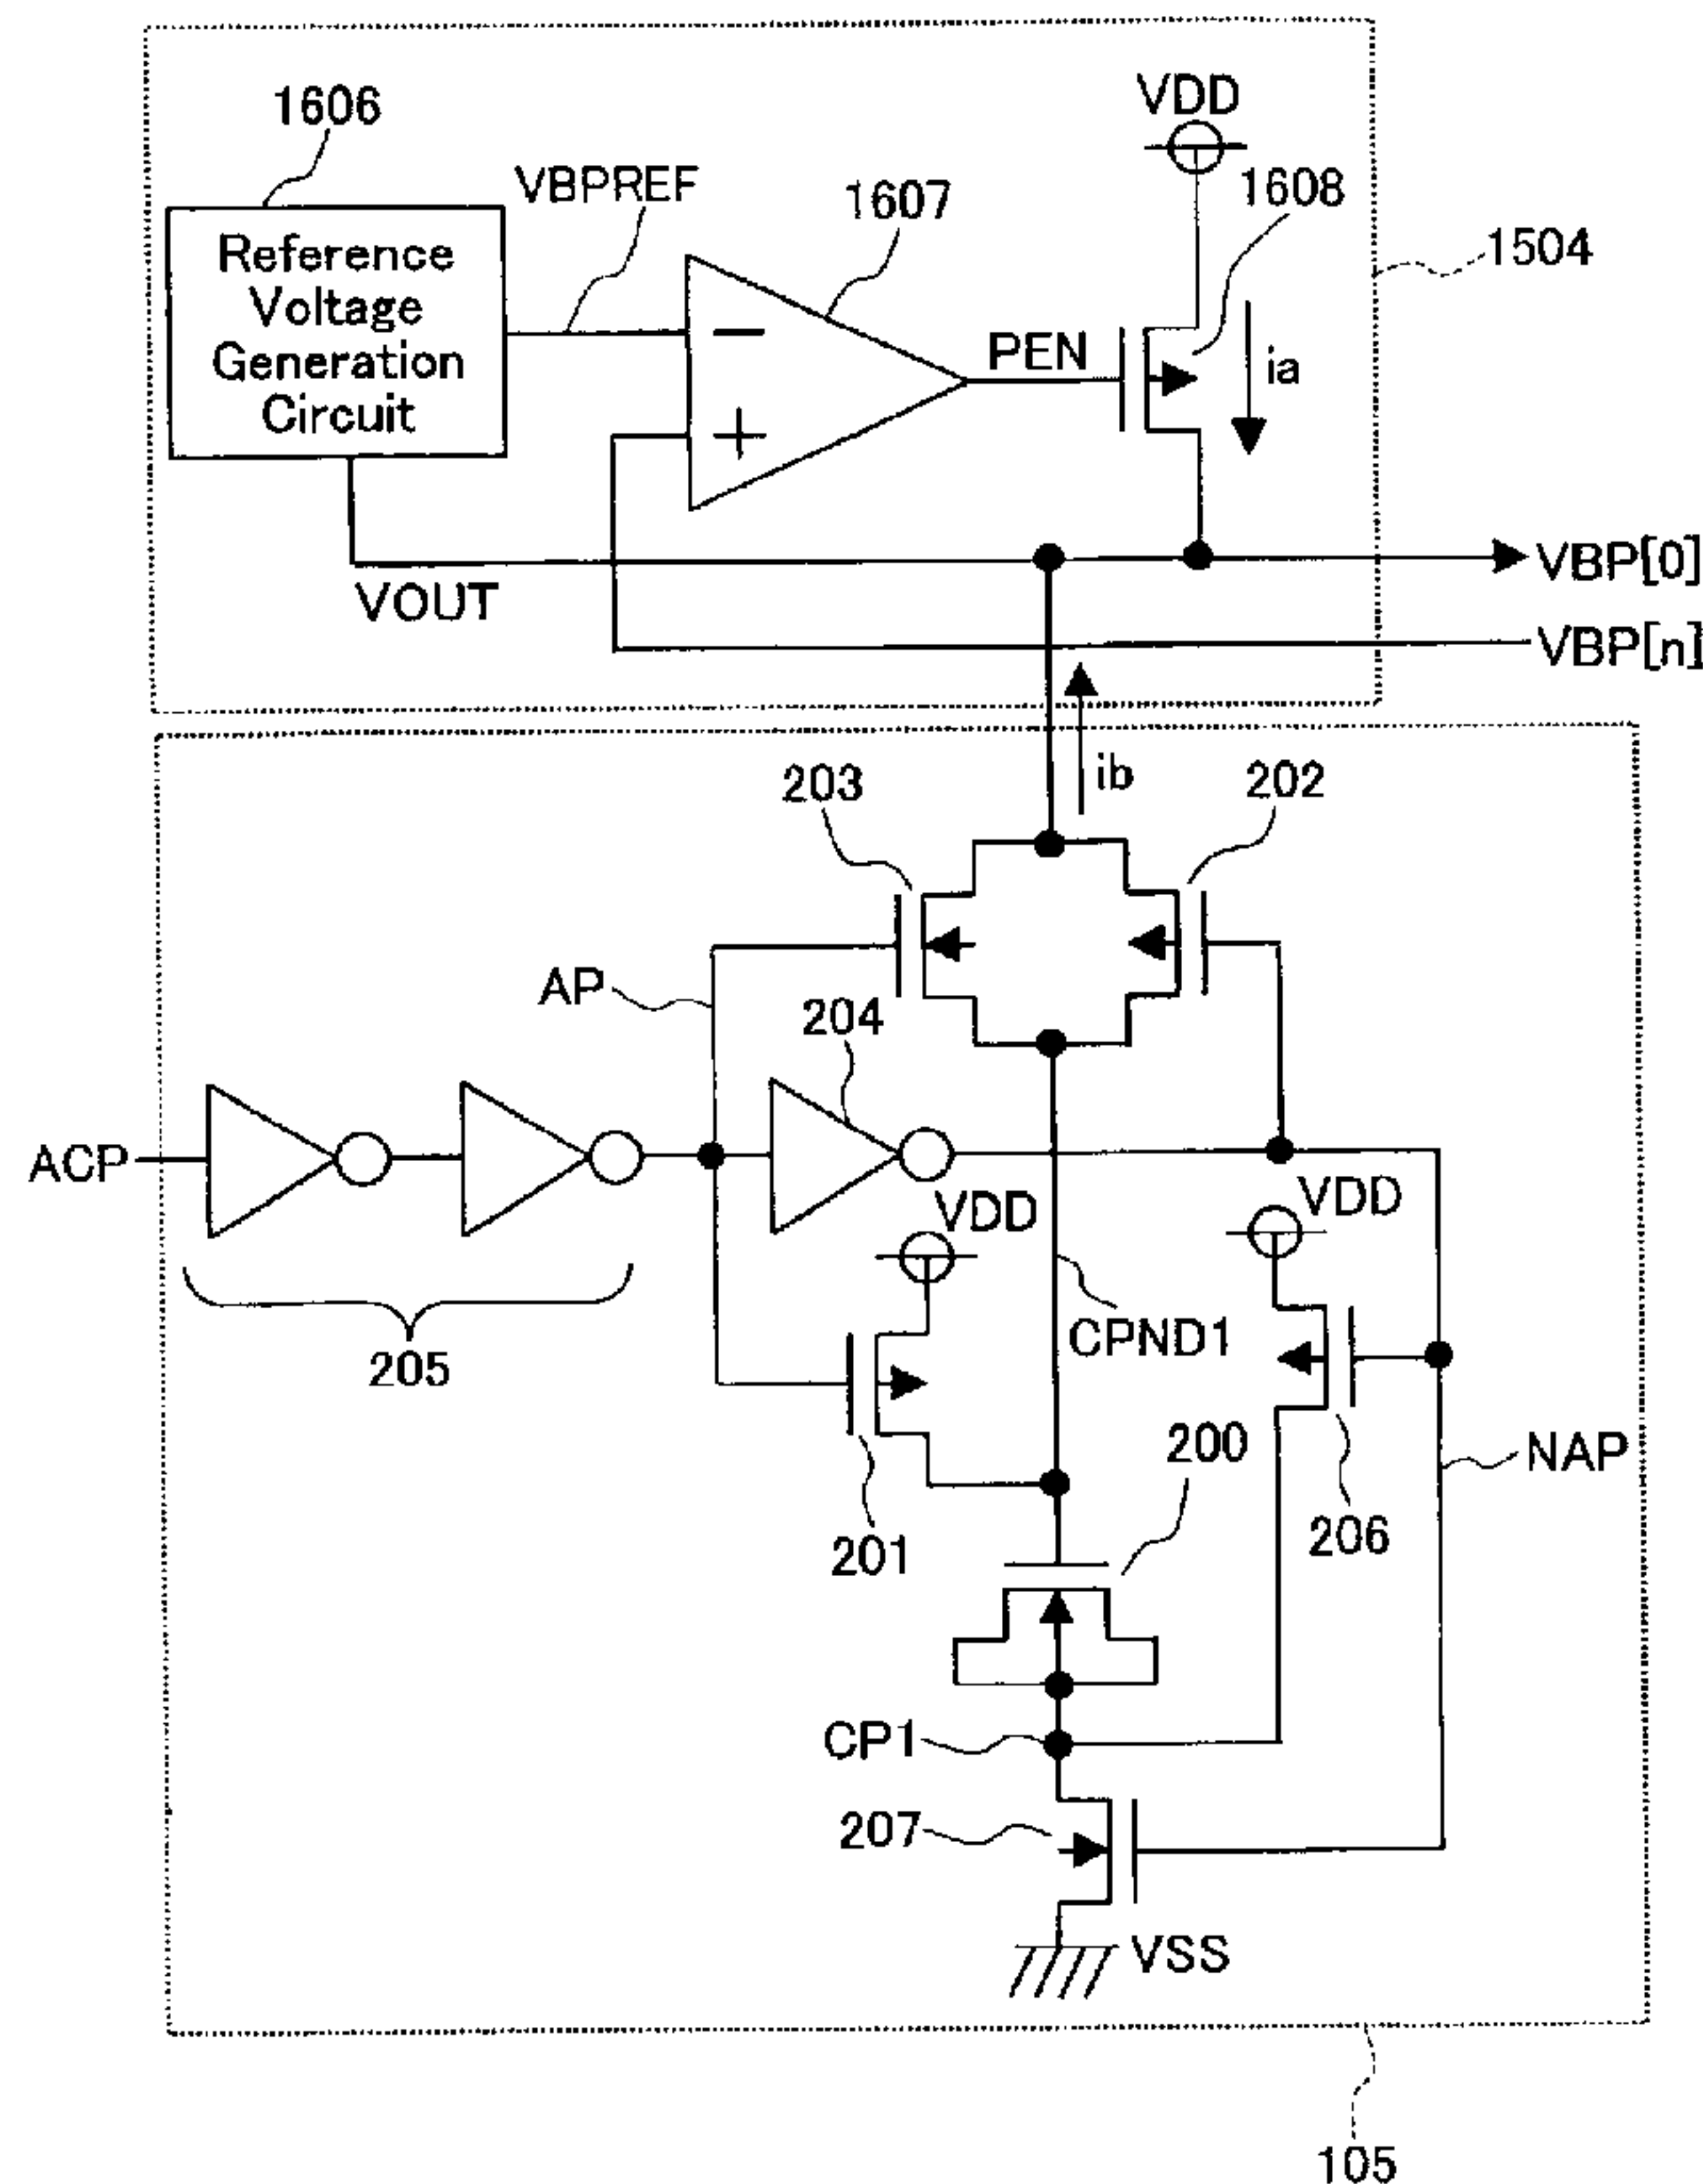 VDD
1606
VBPREF
1607
1608
1504
Reference
Voltage
Generation
Circuit
−
+
PEN
ia
VOUT
VBP[0]
VBP[n]
ib
203
202
AP
204
ACP
VDD
VDD
205
CPND1
200
NAP
201
206
CP1
207
VSS
105